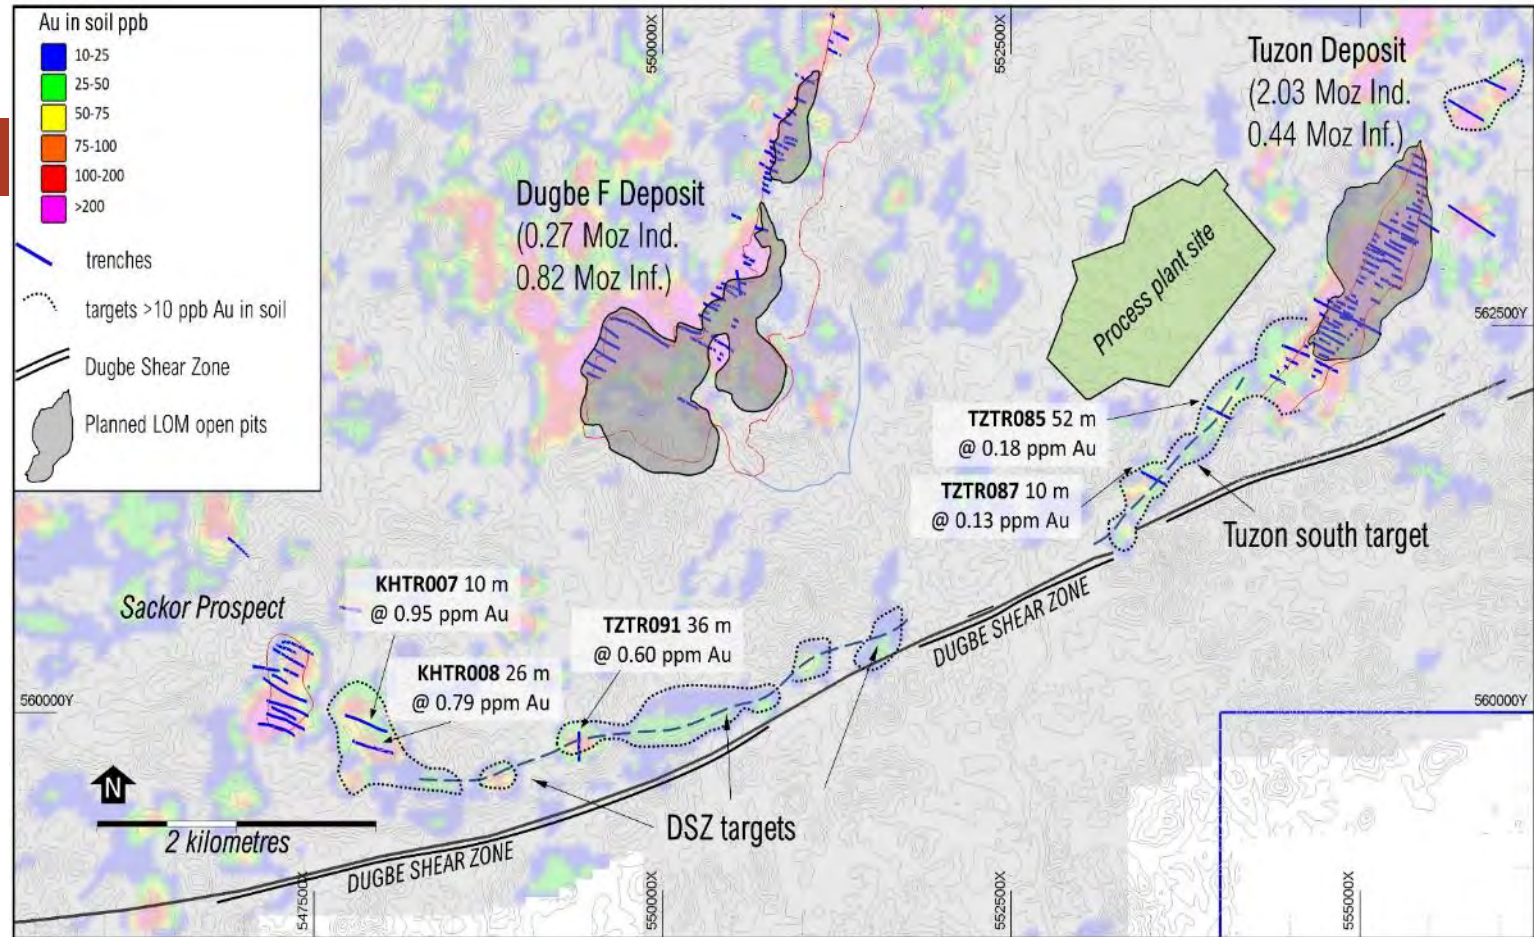 Au in soil ppb
10-25
25-50
50-75
75-100
100-200
>200
trenches
targets >10 ppb Au in soil
Dugbe Shear Zone
Planned LOM open pits
550000X
552500X
Tuzon Deposit
(2.03 Moz Ind.
0.44 Moz Inf.)
Dugbe F Deposit
(0.27 Moz Ind.
0.82 Moz Inf.)
Process plant site
562500Y
TZTR085 52 m
@ 0.18 ppm Au
TZTR087 10 m
@ 0.13 ppm Au
Tuzon south target
KHTR007 10 m
@ 0.95 ppm Au
Sackor Prospect
TZTR091 36 m
@ 0.60 ppm Au
DUGBE SHEAR ZONE
KHTR008 26 m
@ 0.79 ppm Au
560000Y
560000Y
N
2 kilometres
DSZ targets
DUGBE SHEAR ZONE
547500X
550000X
552500X
555000X